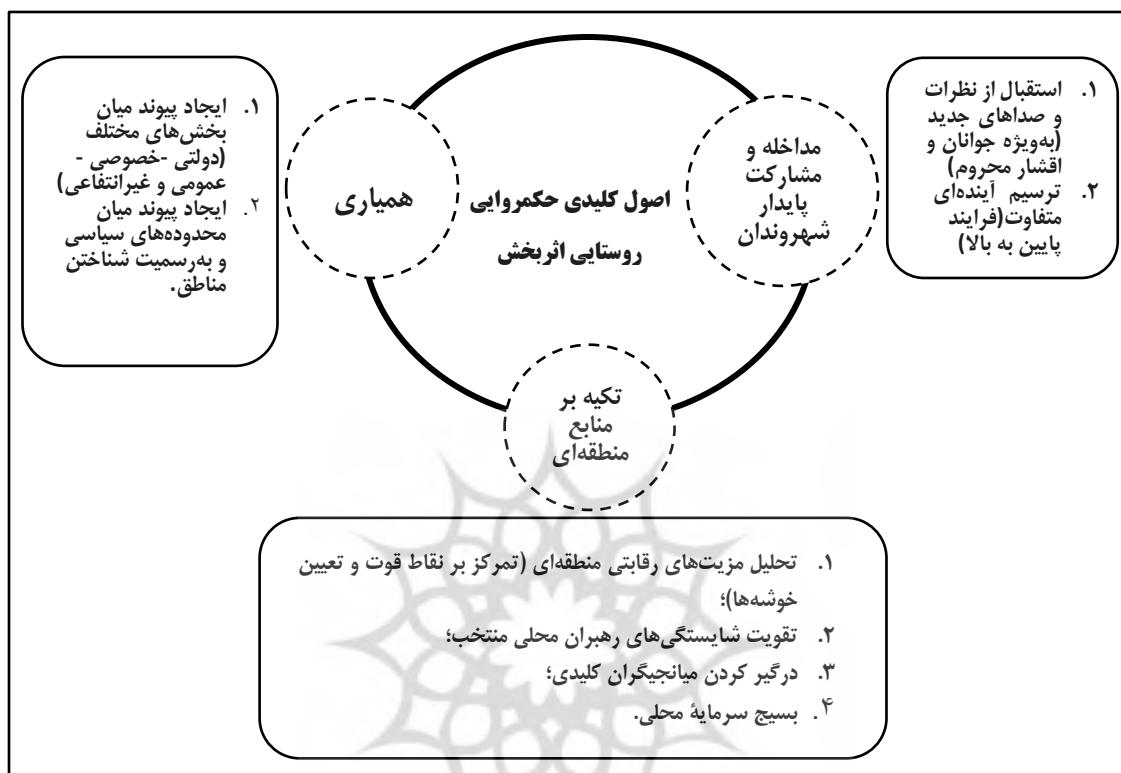 ۱. استقبال از نظرات
و صداهای جدید
(به‌ویژه جوانان و
اقشار محروم)
۲. ترسیم آینده‌ای
متفاوت(فرایند
پایین به بالا)
مداخله و
مشارکت
پایدار
شهروندان
اصول کلیدی حکمروایی
روستایی اثربخش
همیاری
۱. ایجاد پیوند میان
بخش‌های مختلف
(دولتی -خصوصی -
عمومی و غیرانتفاعی)
۲. ایجاد پیوند میان
محدوده‌های سیاسی
و به‌رسمیت شناختن
مناطق.
تکیه بر
منابع
منطقه‌ای
۱. تحلیل مزیت‌های رقابتی منطقه‌ای (تمرکز بر نقاط قوت و تعیین
خوشه‌ها)؛
۲. تقویت شایستگی‌های رهبران محلی منتخب؛
۳. درگیر کردن میانجیگران کلیدی؛
۴. بسیج سرمایهٔ محلی.